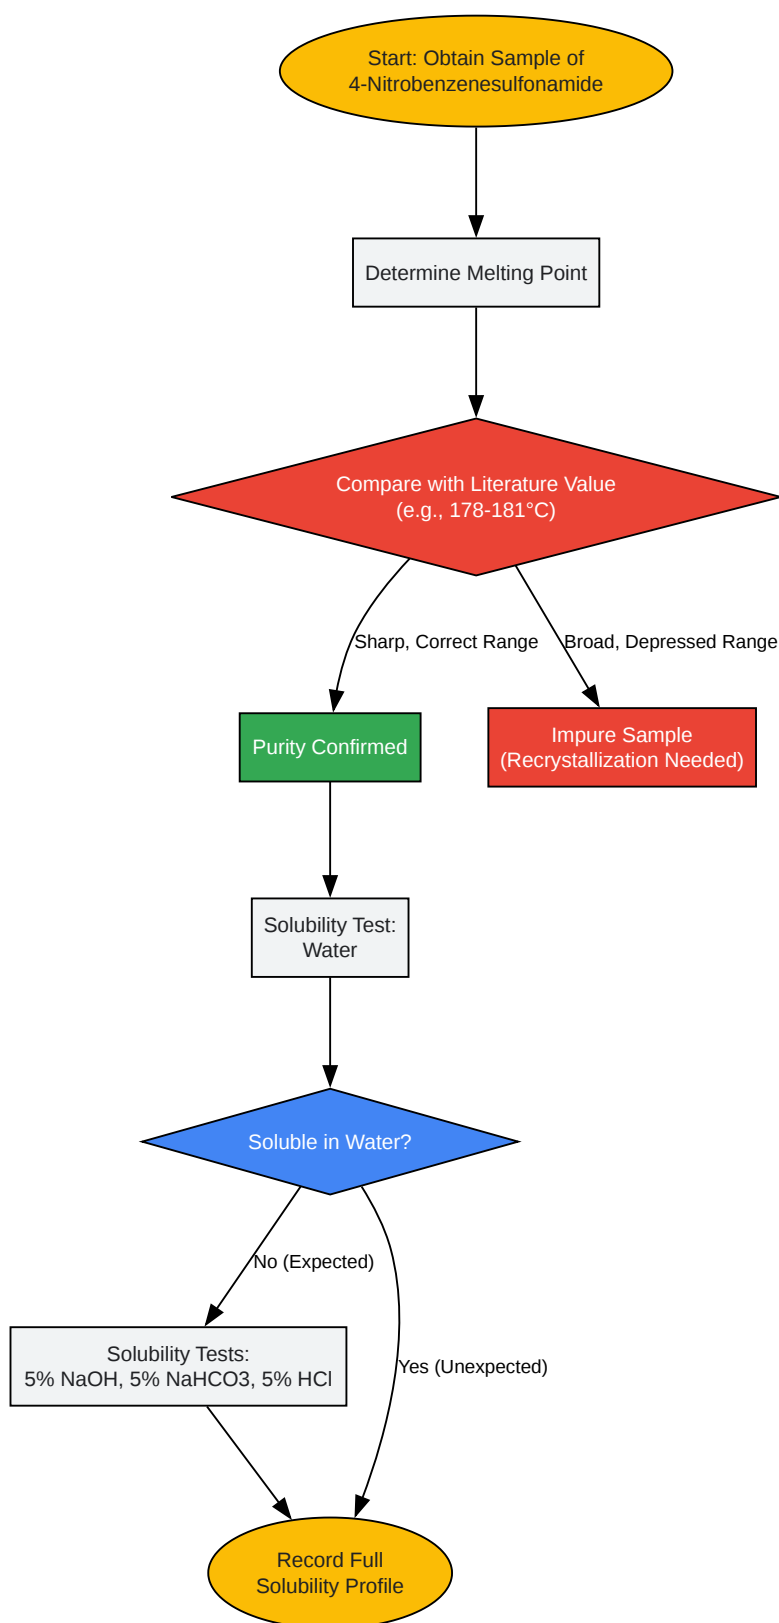 Start: Obtain Sample of
4-Nitrobenzenesulfonamide
Determine Melting Point
Compare with Literature Value
(e.g., 178-181°C)
Sharp, Correct Range
Broad, Depressed Range
Purity Confirmed
Impure Sample
(Recrystallization Needed)
Solubility Test:
Water
Soluble in Water?
No (Expected)
Solubility Tests:
5% NaOH, 5% NaHCO3, 5% HCl
Yes (Unexpected)
Record Full
Solubility Profile